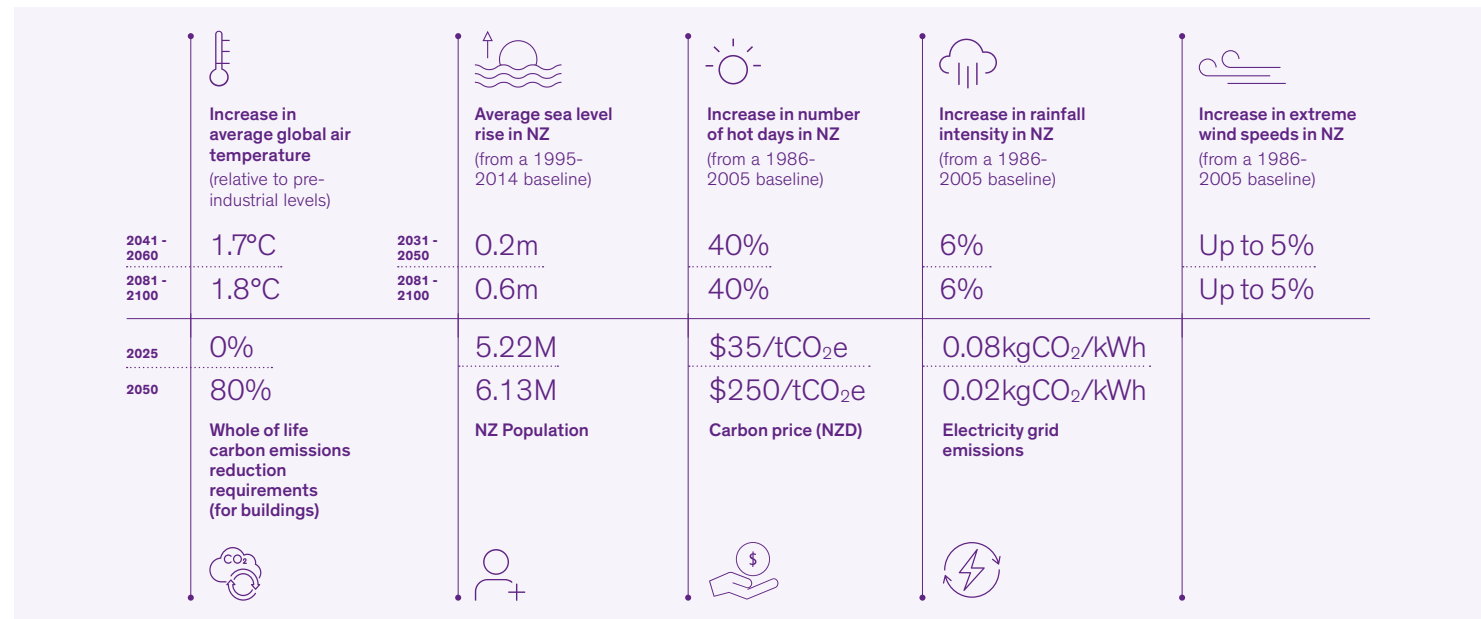 Increase in
average global air
temperature
(relative to pre-
industrial levels)
Average sea level
rise in NZ
(from a 1995-
2014 baseline)
Increase in number
of hot days in NZ
(from a 1986-
2005 baseline)
Increase in rainfall
intensity in NZ
(from a 1986-
2005 baseline)
Increase in extreme
wind speeds in NZ
(from a 1986-
2005 baseline)
2041 -
2060
1.7°C
2031 -
2050
0.2m
40%
6%
Up to 5%
2081 -
2100
1.8°C
2081 -
2100
0.6m
40%
6%
Up to 5%
2025
0%
5.22M
$35/tCO₂e
0.08kgCO₂/kWh
2050
80%
6.13M
$250/tCO₂e
0.02kgCO₂/kWh
Whole of life
carbon emissions
reduction
requirements
(for buildings)
NZ Population
Carbon price (NZD)
Electricity grid
emissions
CO₂
$